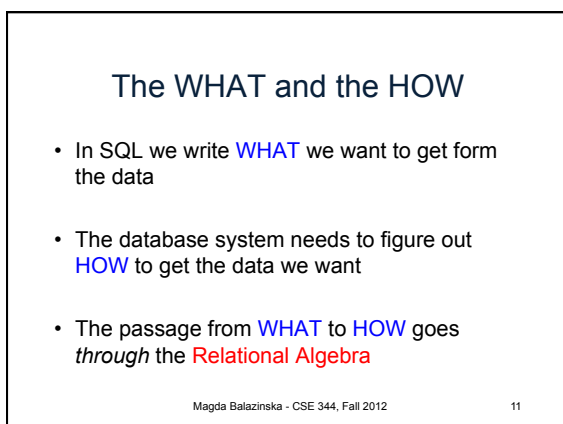 The WHAT and the HOW
• In SQL we write WHAT we want to get form
the data
• The database system needs to figure out
HOW to get the data we want
• The passage from WHAT to HOW goes
through the Relational Algebra
Magda Balazinska - CSE 344, Fall 2012 11